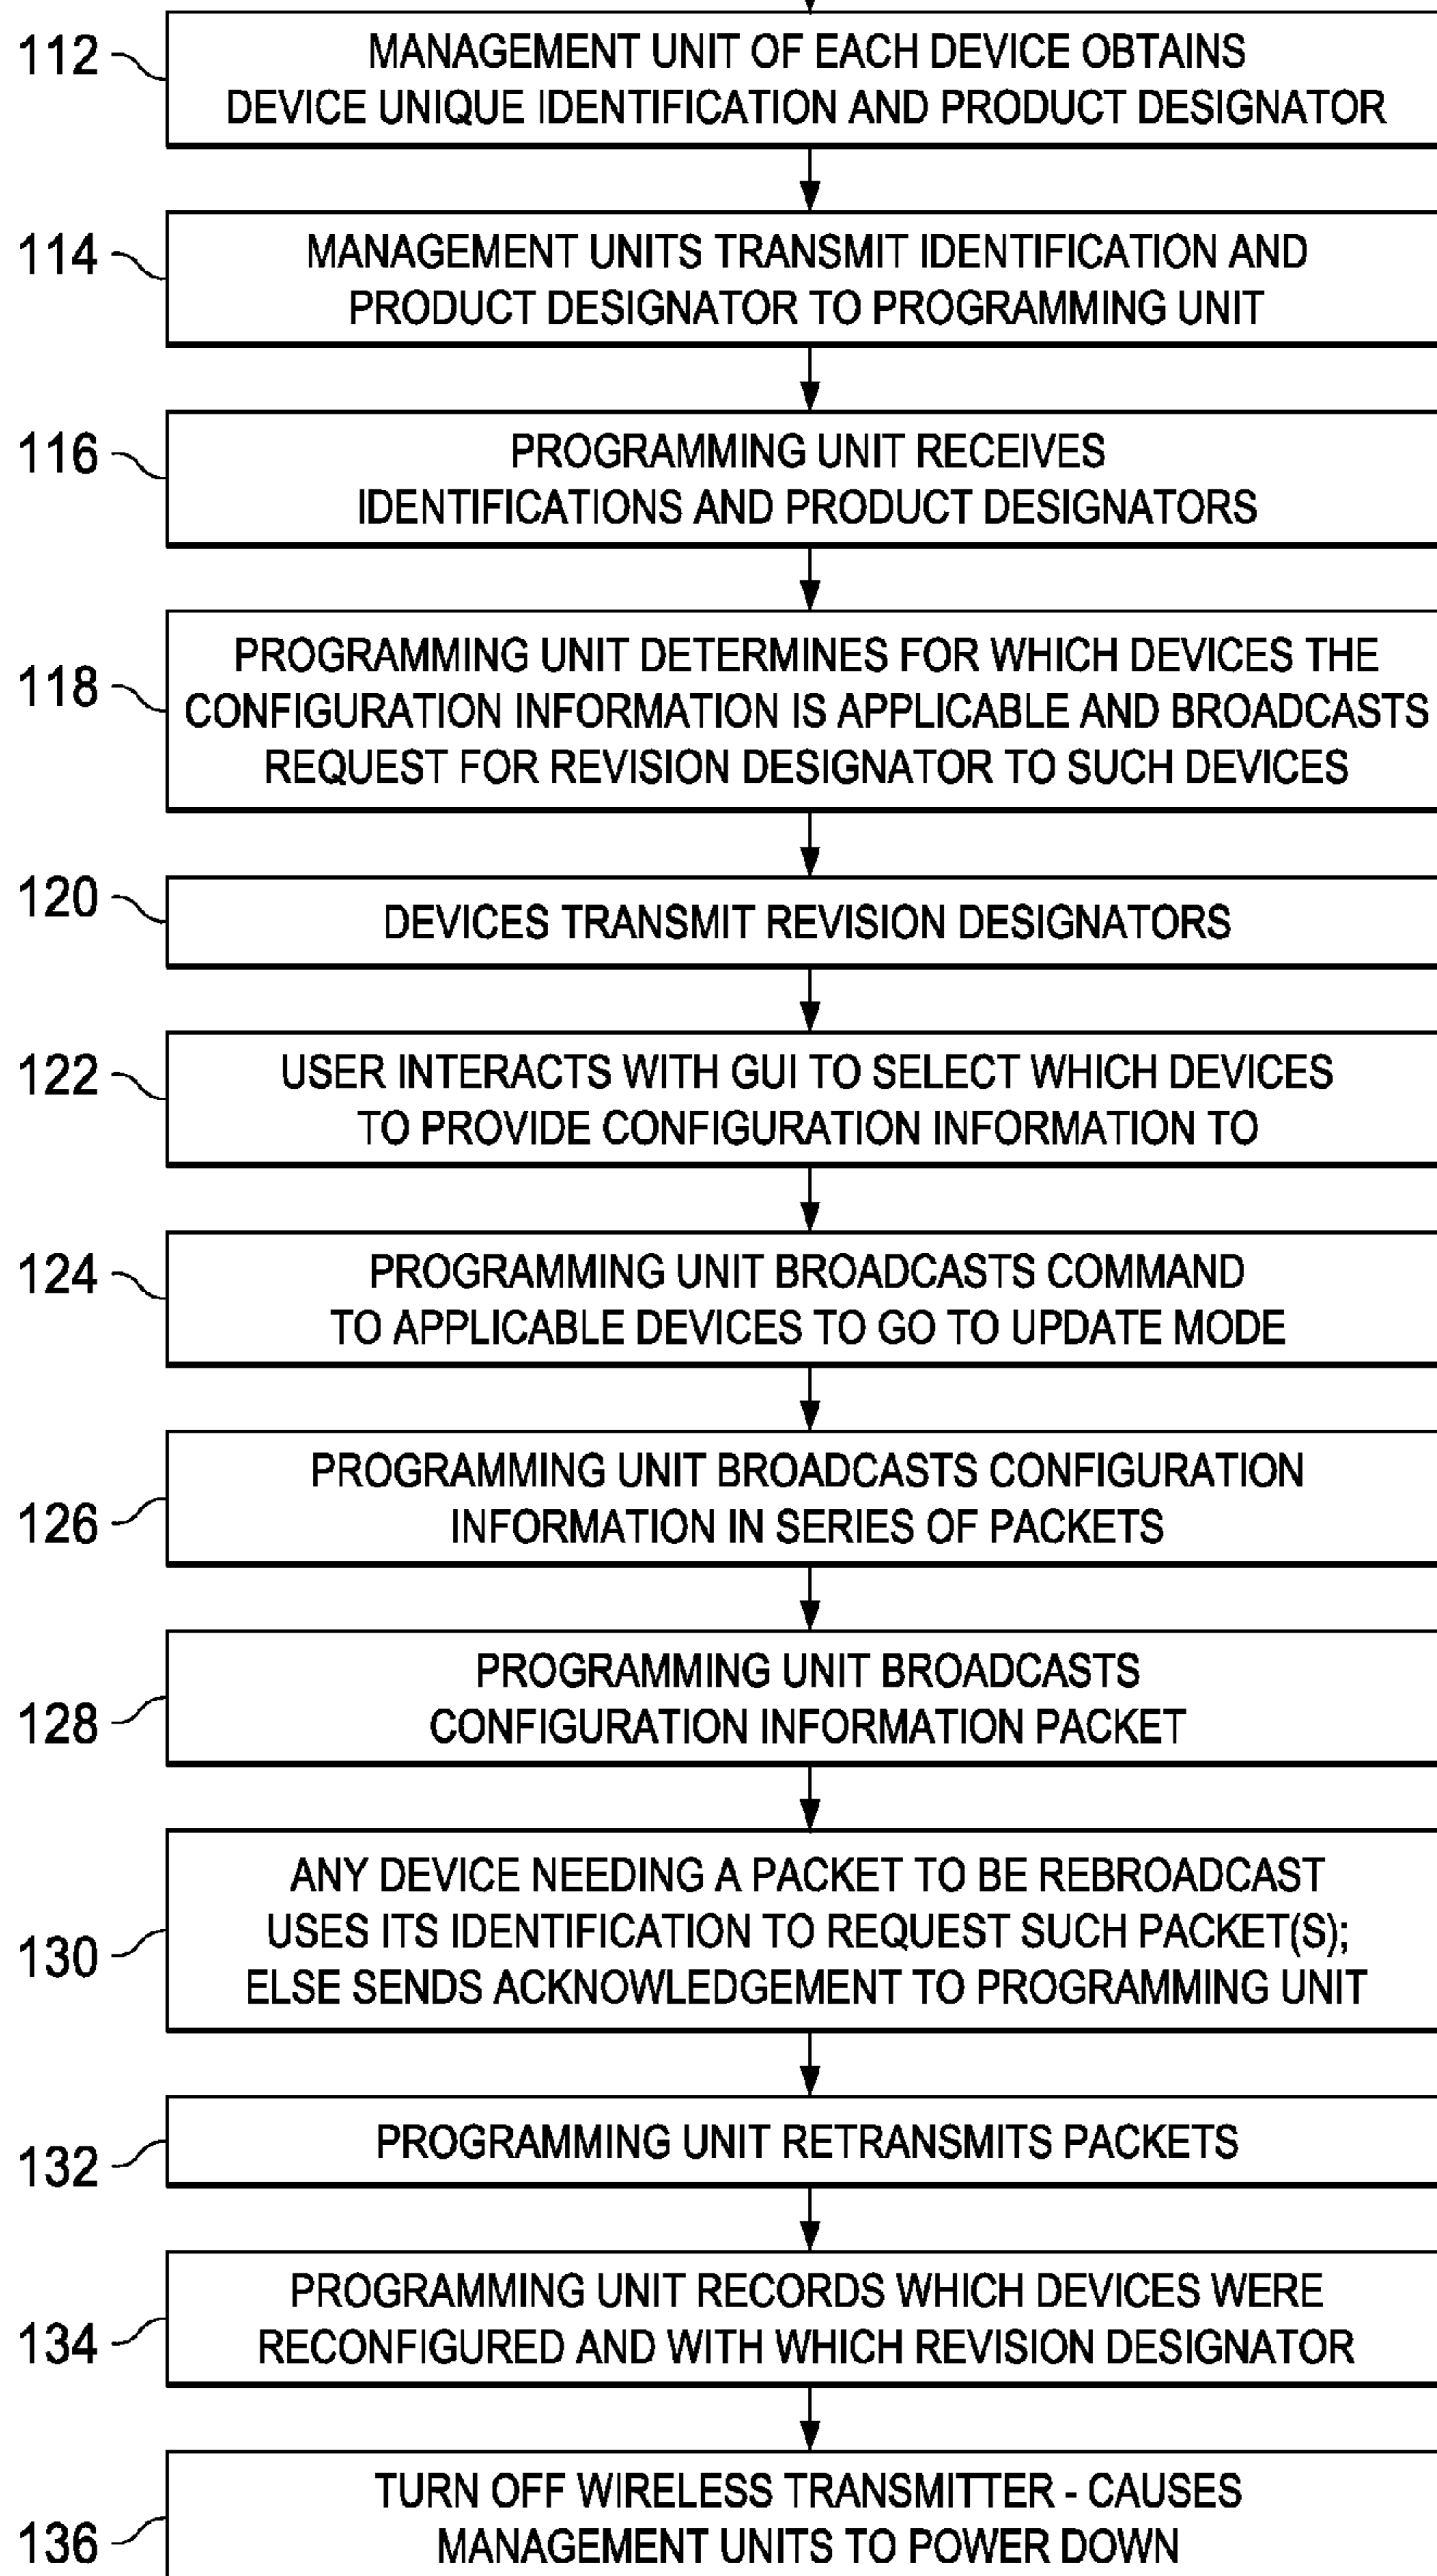 112
MANAGEMENT UNIT OF EACH DEVICE OBTAINS
DEVICE UNIQUE IDENTIFICATION AND PRODUCT DESIGNATOR
114
MANAGEMENT UNITS TRANSMIT IDENTIFICATION AND
PRODUCT DESIGNATOR TO PROGRAMMING UNIT
116
PROGRAMMING UNIT RECEIVES
IDENTIFICATIONS AND PRODUCT DESIGNATORS
118
PROGRAMMING UNIT DETERMINES FOR WHICH DEVICES THE
CONFIGURATION INFORMATION IS APPLICABLE AND BROADCASTS
REQUEST FOR REVISION DESIGNATOR TO SUCH DEVICES
120
DEVICES TRANSMIT REVISION DESIGNATORS
122
USER INTERACTS WITH GUI TO SELECT WHICH DEVICES
TO PROVIDE CONFIGURATION INFORMATION TO
124
PROGRAMMING UNIT BROADCASTS COMMAND
TO APPLICABLE DEVICES TO GO TO UPDATE MODE
126
PROGRAMMING UNIT BROADCASTS CONFIGURATION
INFORMATION IN SERIES OF PACKETS
128
PROGRAMMING UNIT BROADCASTS
CONFIGURATION INFORMATION PACKET
130
ANY DEVICE NEEDING A PACKET TO BE REBROADCAST
USES ITS IDENTIFICATION TO REQUEST SUCH PACKET(S);
ELSE SENDS ACKNOWLEDGEMENT TO PROGRAMMING UNIT
132
PROGRAMMING UNIT RETRANSMITS PACKETS
134
PROGRAMMING UNIT RECORDS WHICH DEVICES WERE
RECONFIGURED AND WITH WHICH REVISION DESIGNATOR
136
TURN OFF WIRELESS TRANSMITTER - CAUSES
MANAGEMENT UNITS TO POWER DOWN